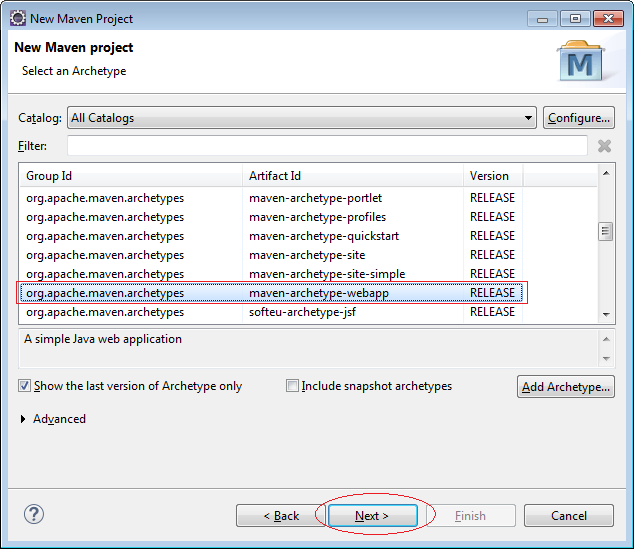 New Maven Project
New Maven project
Select an Archetype
M
Catalog: All Catalogs Configure...
Filter:
Group Id Artifact Id Version
org.apache.maven.archetypes maven-archetype-portlet RELEASE
org.apache.maven.archetypes maven-archetype-profiles RELEASE
org.apache.maven.archetypes maven-archetype-quickstart RELEASE
org.apache.maven.archetypes maven-archetype-site RELEASE
org.apache.maven.archetypes maven-archetype-site-simple RELEASE
org.apache.maven.archetypes maven-archetype-webapp RELEASE
org.apache.maven.archetypes softeu-archetype-jsf RELEASE
A simple Java web application
Show the last version of Archetype only Include snapshot archetypes Add Archetype...
Advanced
? < Back Next > Finish Cancel